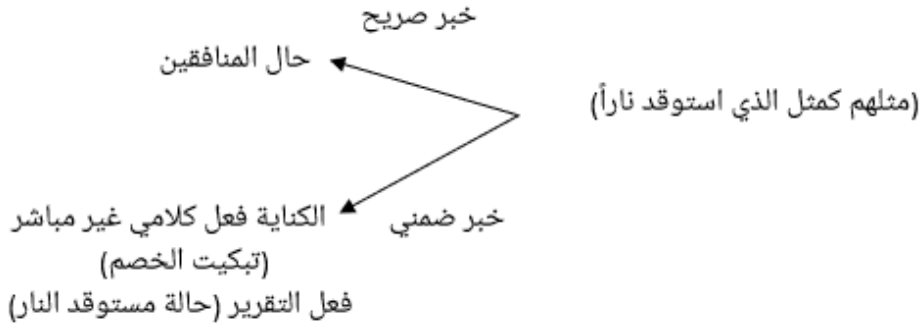 خبر صريح
حال المنافقين
(مثلهم كمثل الذي استوقد ناراً)
خبر ضمني
الكناية فعل كلامي غير مباشر
(تبكيت الخصم)
فعل التقرير (حالة مستوقد النار)